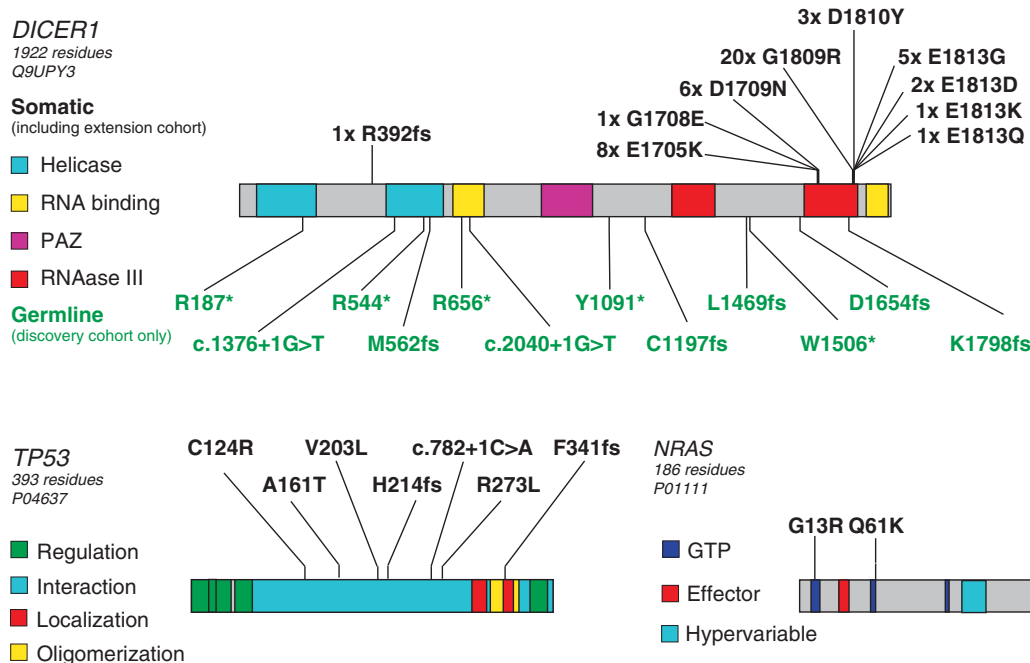 DICER1
1922 residues
Q9UPY3
Somatic
(including extension cohort)
Helicase
RNA binding
PAZ
RNAase III
Germline
(discovery cohort only)
3x D1810Y
20x G1809R
5x E1813G
6x D1709N
2x E1813D
1x G1708E
1x E1813K
1x R392fs
8x E1705K
1x E1813Q
R187*
R544*
R656*
Y1091*
L1469fs
D1654fs
c.1376+1G>T
M562fs
c.2040+1G>T
C1197fs
W1506*
K1798fs
TP53
393 residues
P04637
Regulation
Interaction
Localization
Oligomerization
C124R
V203L
c.782+1C>A
F341fs
A161T
H214fs
R273L
NRAS
186 residues
P01111
GTP
Effector
Hypervariable
G13R Q61K